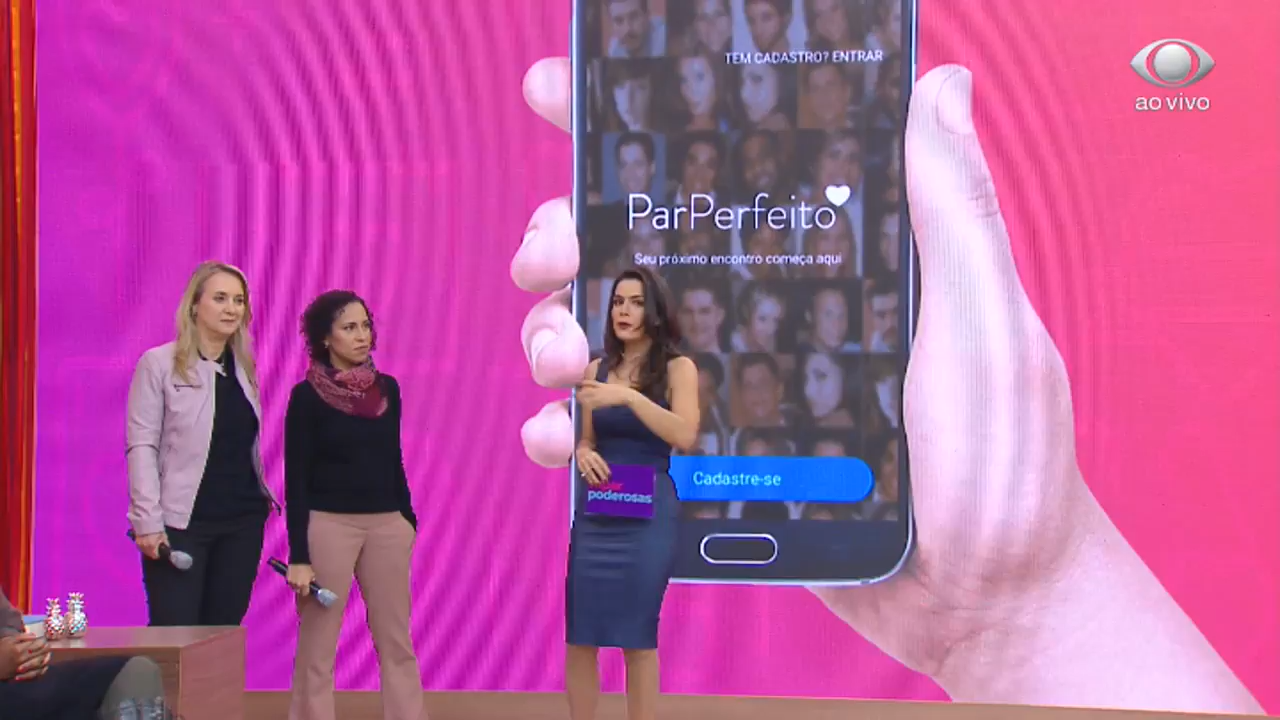 TEM CADASTRO? ENTRAR
ao vivo
ParPerfeito
Seu próximo encontro começa aqui
Cadastre-se
poderosas